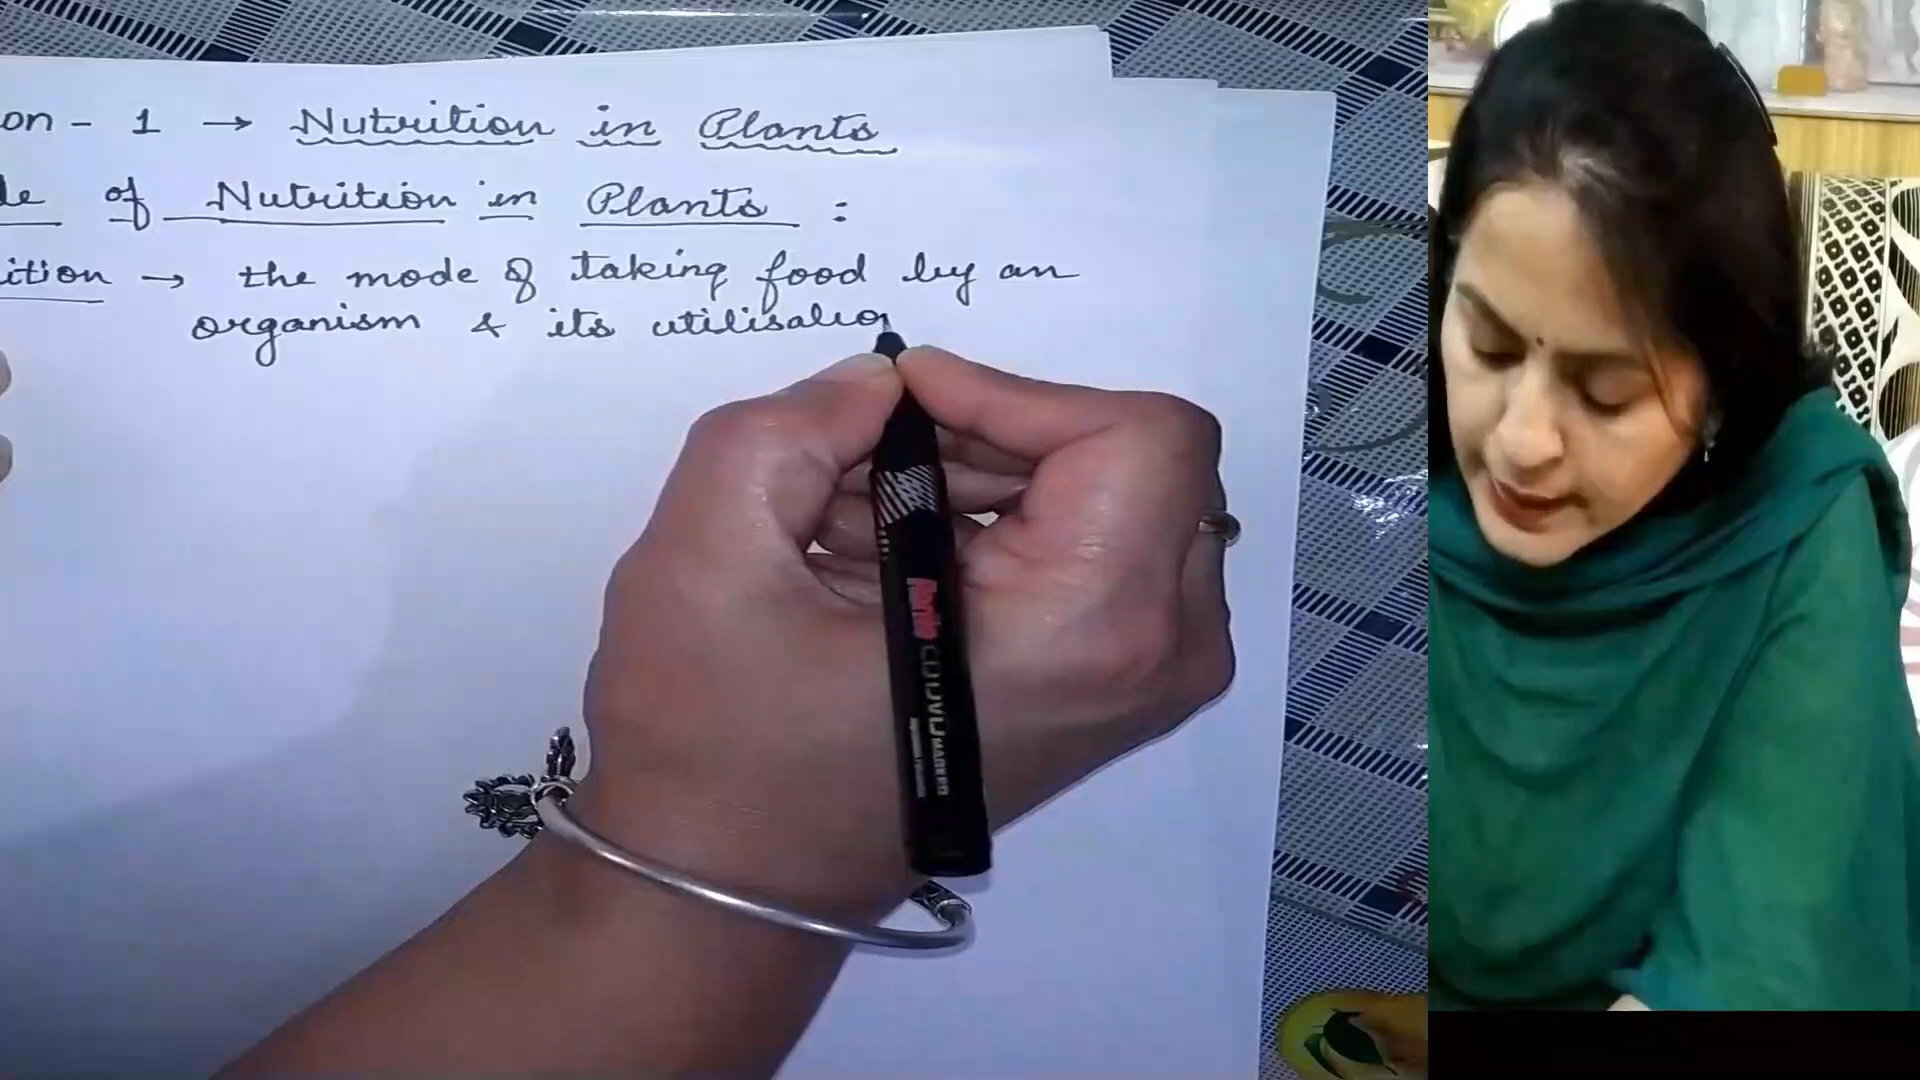 on - 1 → Nutrition in Plants
de of Nutrition in Plants :
ition → the mode of taking food by an
organism & its utilisation
MARKER